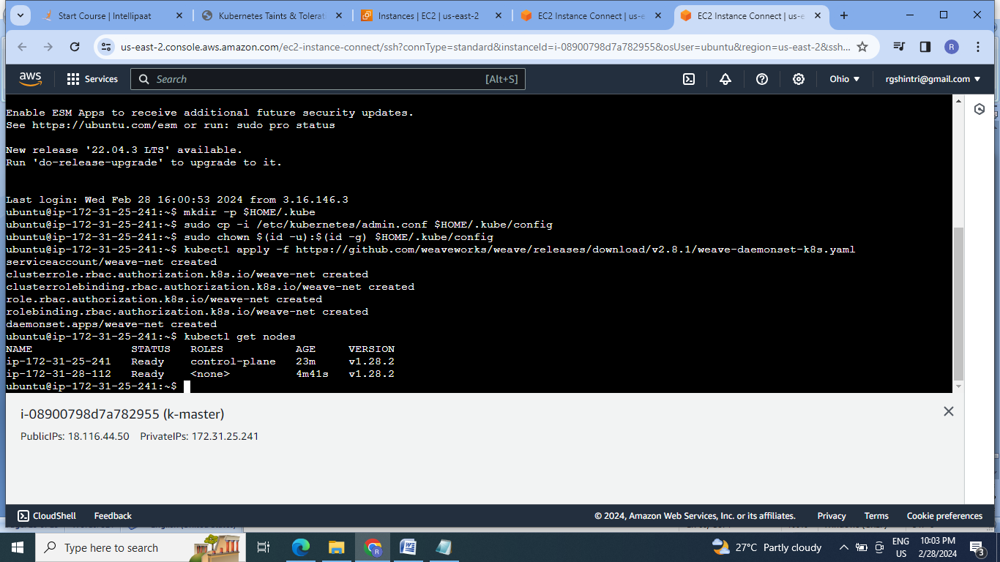 Start Course | Intellipaat
Kubernetes Taints & Tolerati
Instances | EC2 | us-east-2
EC2 Instance Connect | us-e
EC2 Instance Connect | us-e
us-east-2.console.aws.amazon.com/ec2-instance-connect/ssh?connType=standard&instanceId=i-08900798d7a782955&osUser=ubuntu&region=us-east-2&ssh...
R
aws
Services
Search
[Alt+S]
Ohio
rgshintri@gmail.com
Enable ESM Apps to receive additional future security updates.
See https://ubuntu.com/esm or run: sudo pro status
New release '22.04.3 LTS' available.
Run 'do-release-upgrade' to upgrade to it.
Last login: Wed Feb 28 16:00:53 2024 from 3.16.146.3
ubuntu@ip-172-31-25-241:~$ mkdir -p $HOME/.kube
ubuntu@ip-172-31-25-241:~$ sudo cp -i /etc/kubernetes/admin.conf $HOME/.kube/config
ubuntu@ip-172-31-25-241:~$ sudo chown $(id -u):$(id -g) $HOME/.kube/config
ubuntu@ip-172-31-25-241:~$ kubectl apply -f https://github.com/weaveworks/weave/releases/download/v2.8.1/weave-daemonset-k8s.yaml
serviceaccount/weave-net created
clusterrole.rbac.authorization.k8s.io/weave-net created
clusterrolebinding.rbac.authorization.k8s.io/weave-net created
role.rbac.authorization.k8s.io/weave-net created
rolebinding.rbac.authorization.k8s.io/weave-net created
daemonset.apps/weave-net created
ubuntu@ip-172-31-25-241:~$ kubectl get nodes
NAME STATUS ROLES AGE VERSION
ip-172-31-25-241 Ready control-plane 23m v1.28.2
ip-172-31-28-112 Ready <none> 4m41s v1.28.2
ubuntu@ip-172-31-25-241:~$
i-08900798d7a782955 (k-master)
PublicIPs: 18.116.44.50 PrivateIPs: 172.31.25.241
CloudShell Feedback
© 2024, Amazon Web Services, Inc. or its affiliates. Privacy Terms Cookie preferences
Type here to search
27°C Partly cloudy
ENG
US
10:03 PM
2/28/2024
3